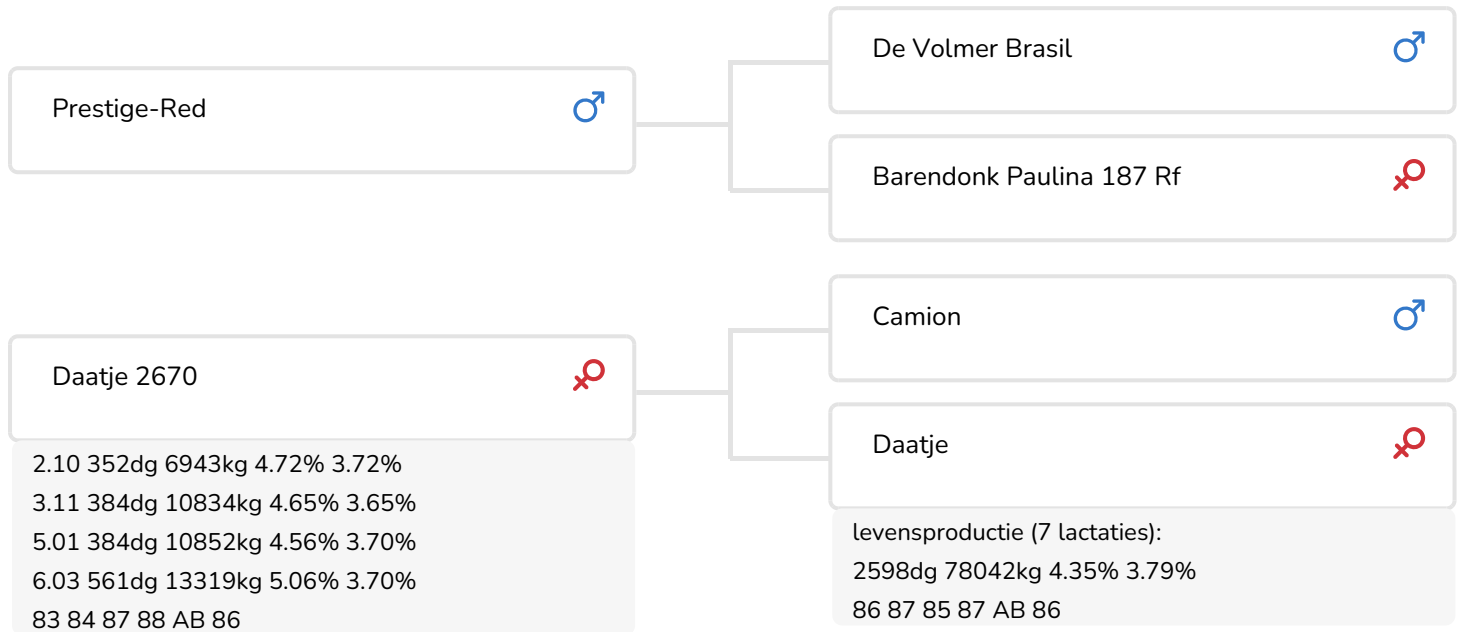 Prestige-Red
De Volmer Brasil
Barendonk Paulina 187 Rf
Daatje 2670
2.10 352dg 6943kg 4.72% 3.72%
3.11 384dg 10834kg 4.65% 3.65%
5.01 384dg 10852kg 4.56% 3.70%
6.03 561dg 13319kg 5.06% 3.70%
83 84 87 88 AB 86
Camion
Daatje
levensproductie (7 lactaties):
2598dg 78042kg 4.35% 3.79%
86 87 85 87 AB 86